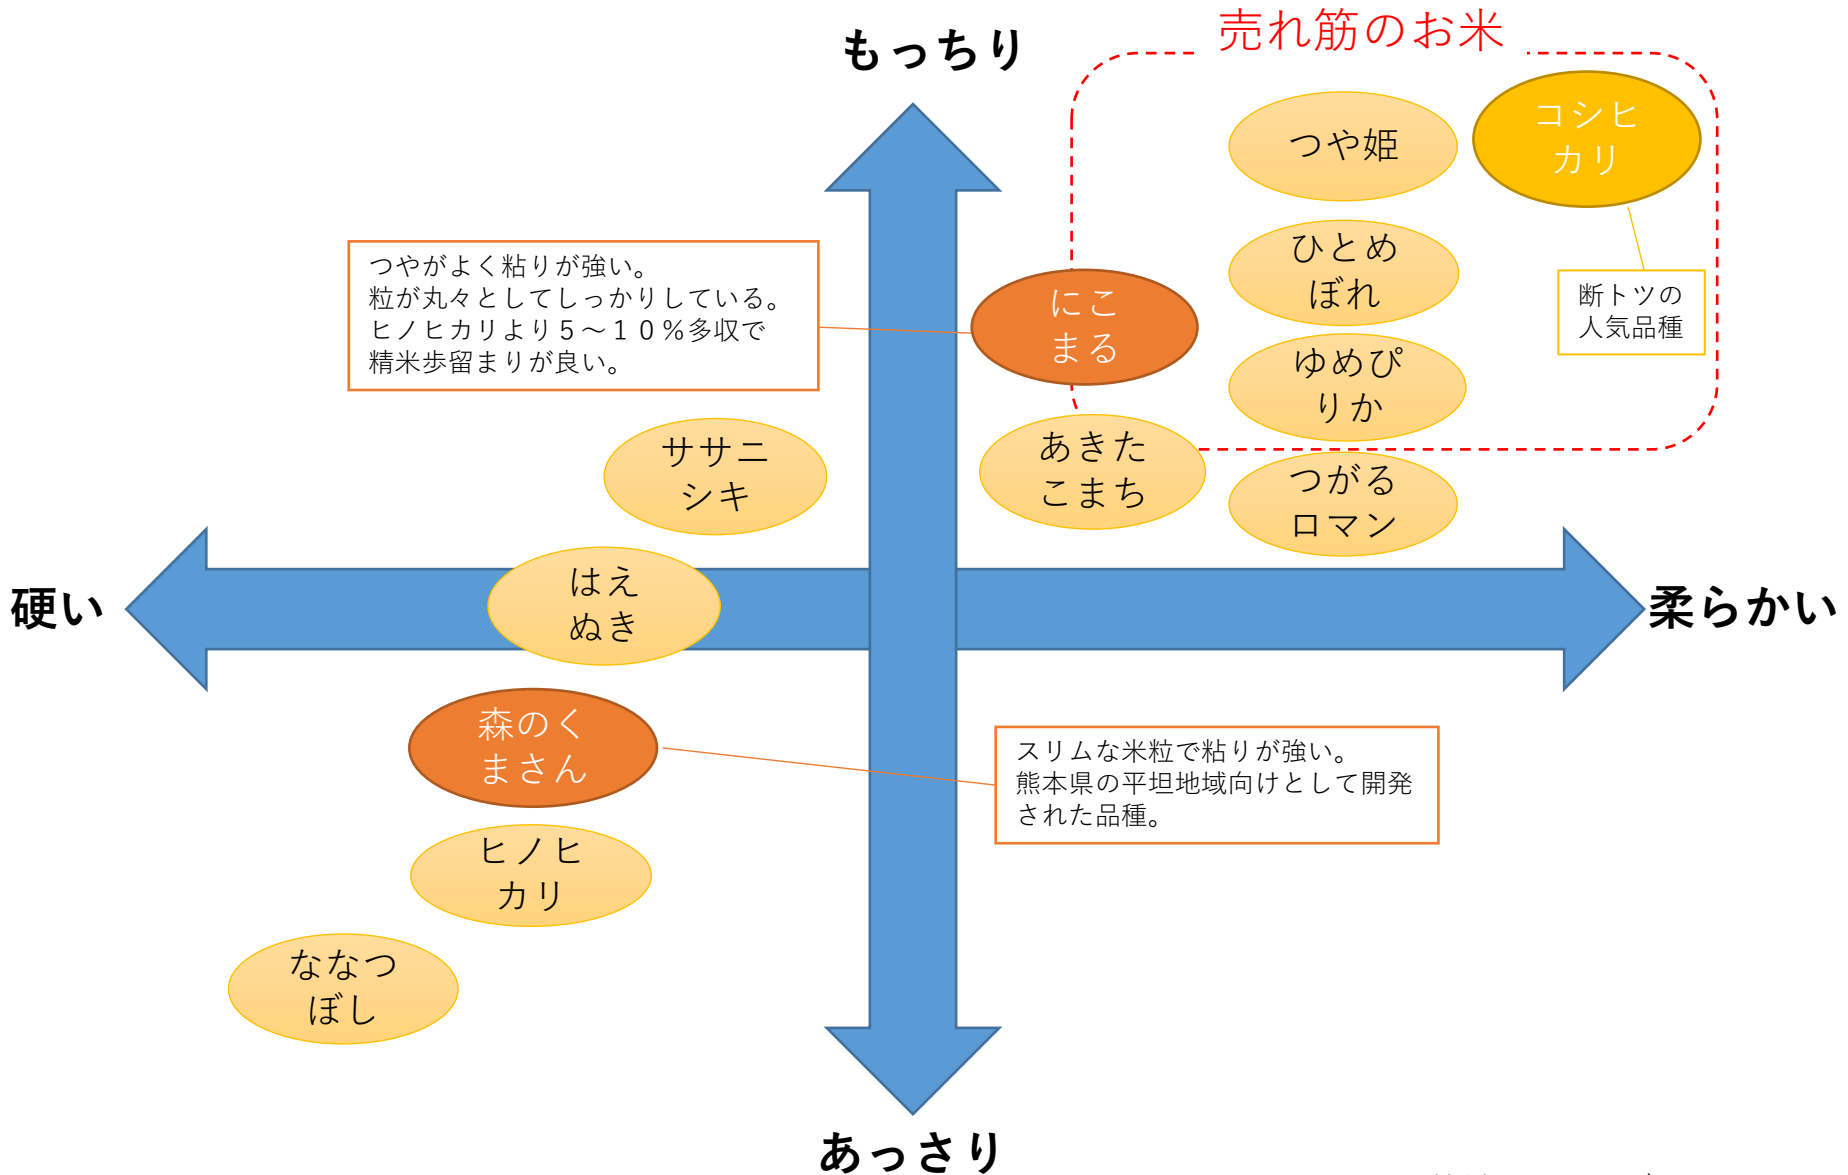 売れ筋のお米
もっちり
つや姫
コシヒ
カリ
ひとめ
ぼれ
つやがよく粘りが強い。
粒が丸々としてしっかりしている。
ヒノヒカリより５～１０％多収で
精米歩留まりが良い。
にこ
まる
断トツの
人気品種
ゆめぴ
りか
ササニ
シキ
あきた
こまち
つがる
ロマン
硬い
はえ
ぬき
柔らかい
森のく
まさん
スリムな米粒で粘りが強い。
熊本県の平坦地域向けとして開発
された品種。
ヒノヒ
カリ
ななつ
ぼし
あっさり